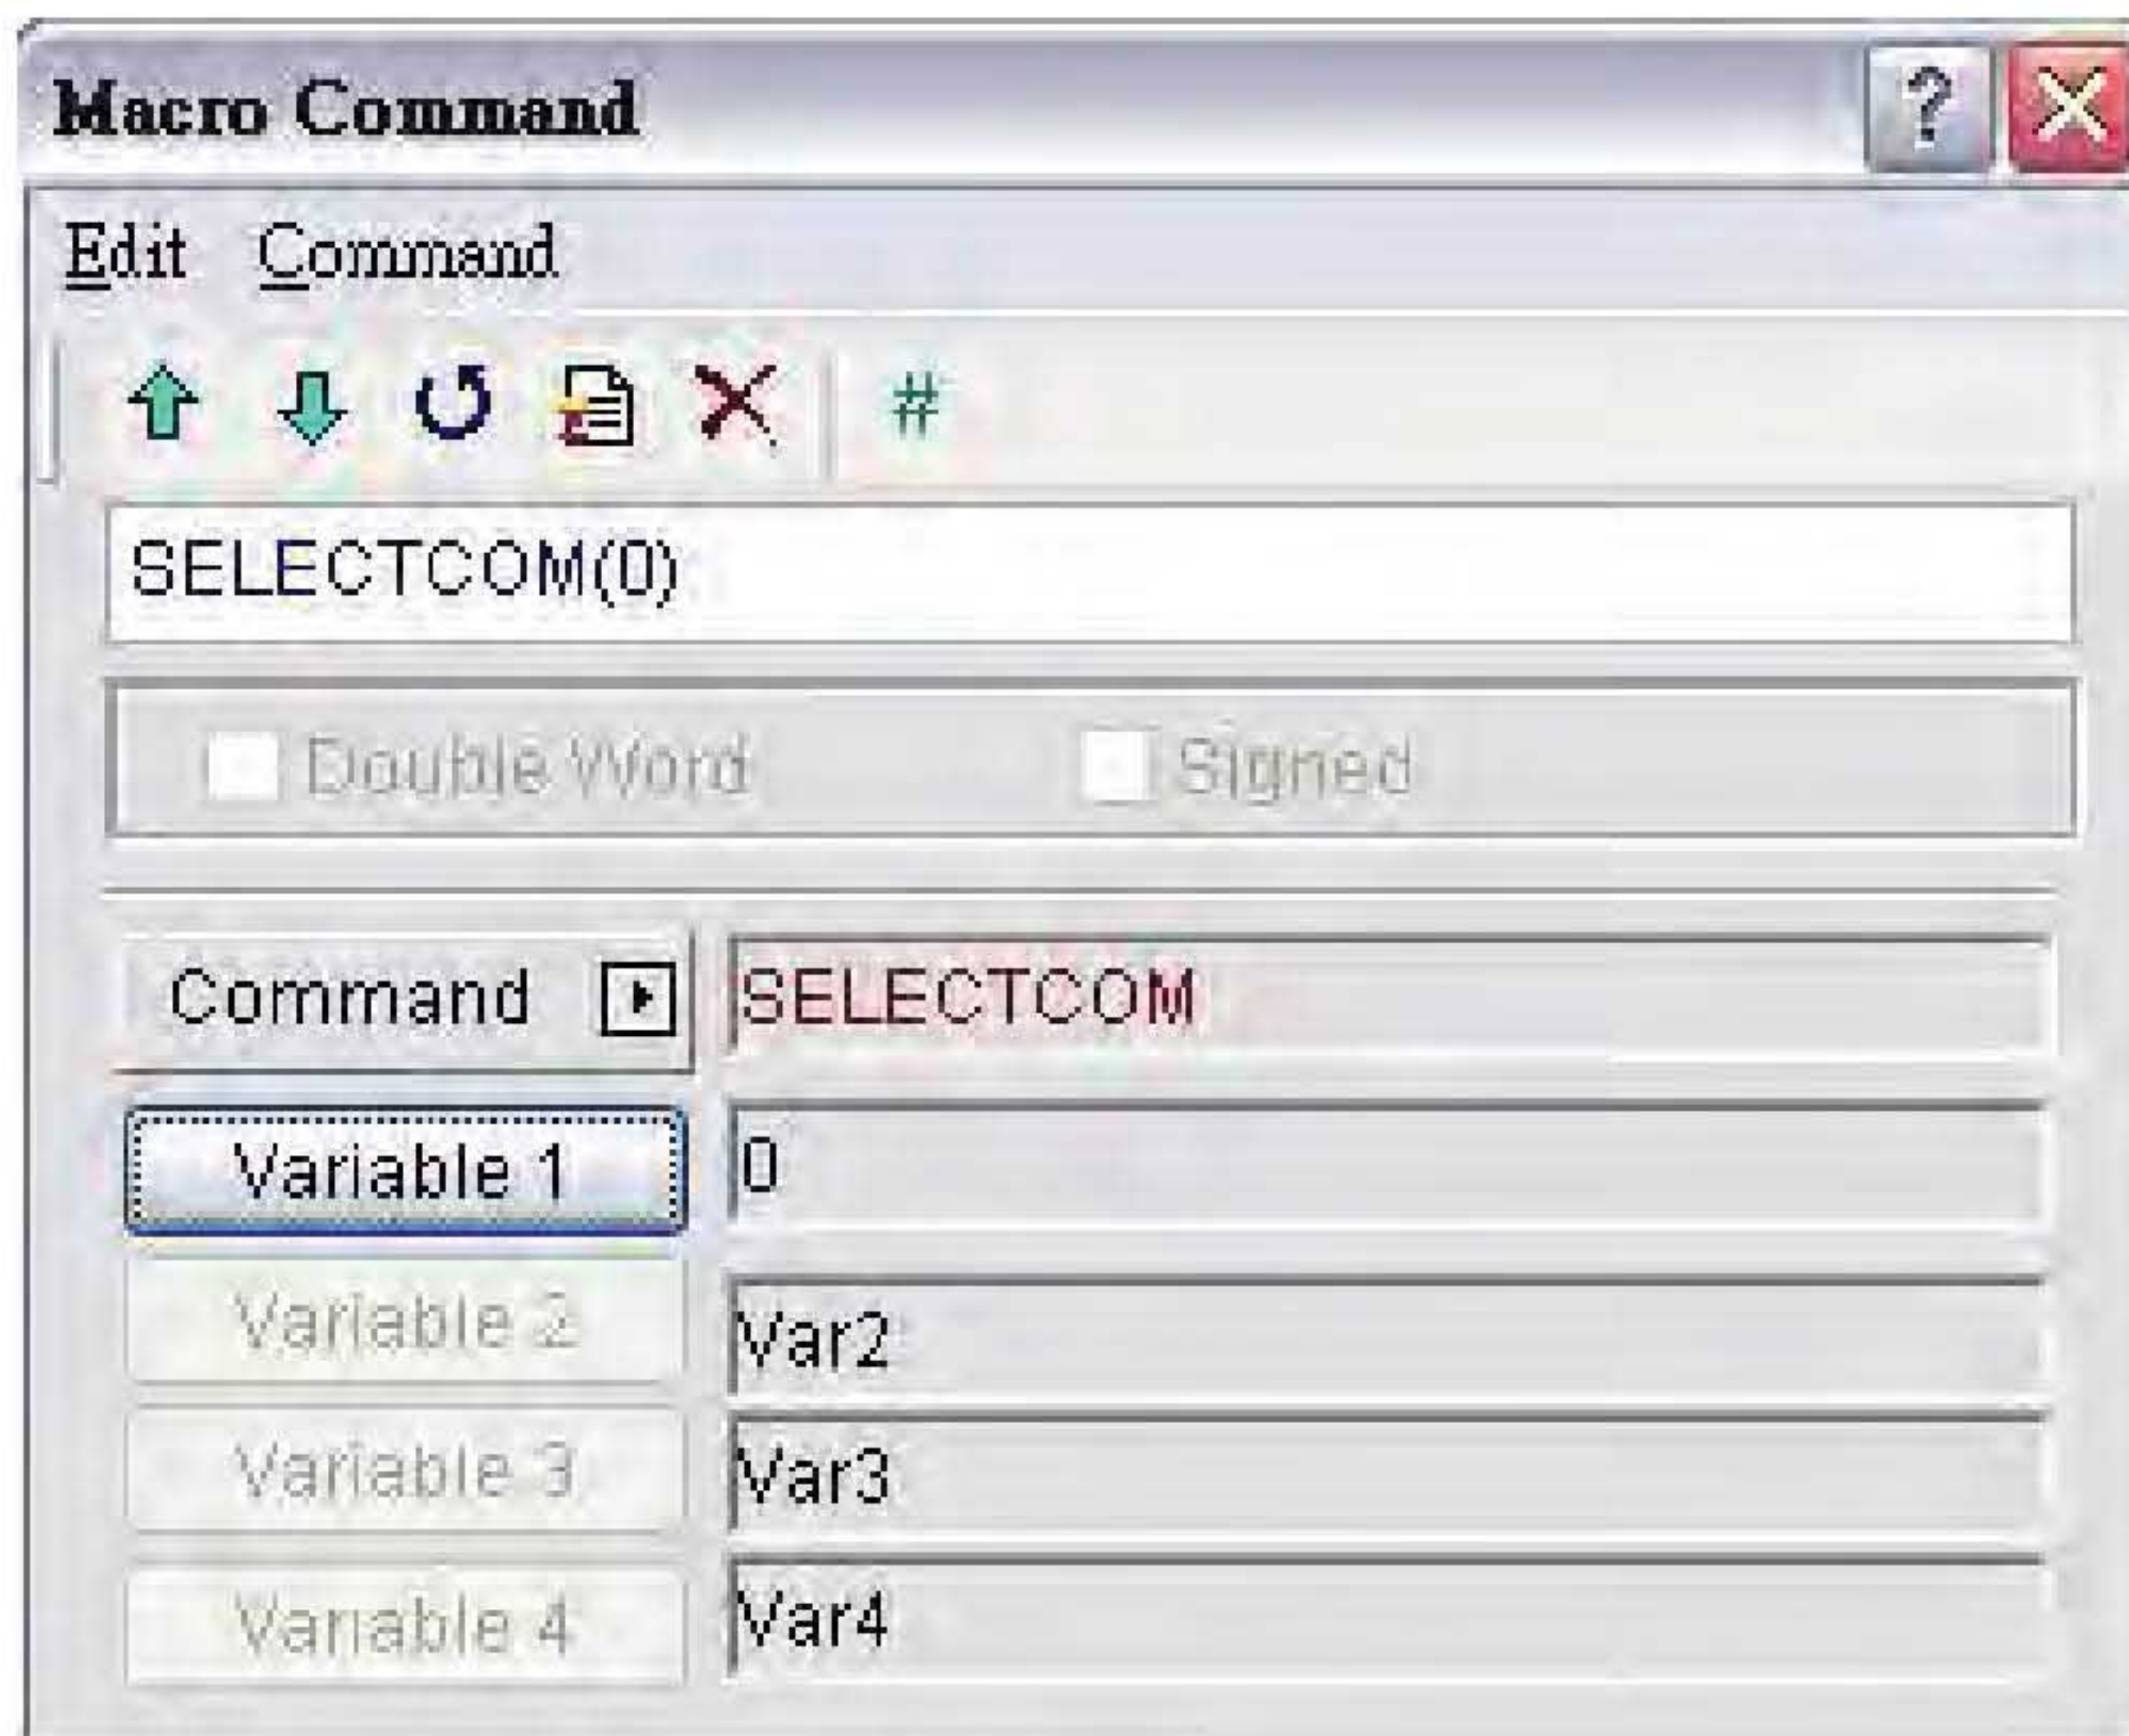 Macro Command
?
Edit Command
#
SELECTCOM(0)
Double Word Signed
Command SELECTCOM
Variable 1 0
Variable 2 Var2
Variable 3 Var3
Variable 4 Var4